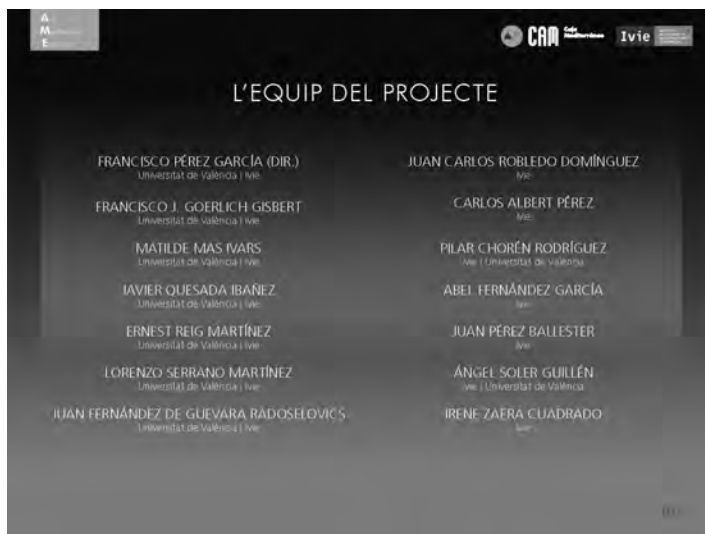 A
M
E
CAM Caja Mediterráneo
Ivie
L'EQUIP DEL PROJECTE
FRANCISCO PÉREZ GARCÍA (DIR.)
Universitat de València | Ivie
FRANCISCO J. GOERLICH GISBERT
Universitat de València | Ivie
MATILDE MAS IVARS
Universitat de València | Ivie
JAVIER QUESADA IBAÑEZ
Universitat de València | Ivie
ERNEST REIG MARTÍNEZ
Universitat de València | Ivie
LORENZO SERRANO MARTÍNEZ
Universitat de València | Ivie
JUAN FERNÁNDEZ DE GUEVARA RADOSELOVICS
Universitat de València | Ivie
JUAN CARLOS ROBLEDO DOMÍNGUEZ
Ivie
CARLOS ALBERT PÉREZ
Ivie
PILAR CHORÉN RODRÍGUEZ
Ivie | Universitat de València
ABEL FERNÁNDEZ GARCÍA
Ivie
JUAN PÉREZ BALLESTER
Ivie
ÁNGEL SOLER GUILLÉN
Ivie | Universitat de València
IRENE ZAERA CUADRADO
Ivie